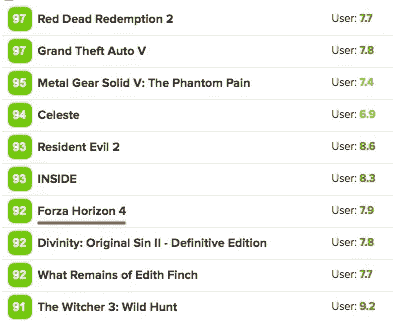 97 Red Dead Redemption 2 User: 7.7
97 Grand Theft Auto V User: 7.8
95 Metal Gear Solid V: The Phantom Pain User: 7.4
94 Celeste User: 6.9
93 Resident Evil 2 User: 8.6
93 INSIDE User: 8.3
92 Forza Horizon 4 User: 7.9
92 Divinity: Original Sin II - Definitive Edition User: 7.8
92 What Remains of Edith Finch User: 7.7
91 The Witcher 3: Wild Hunt User: 9.2